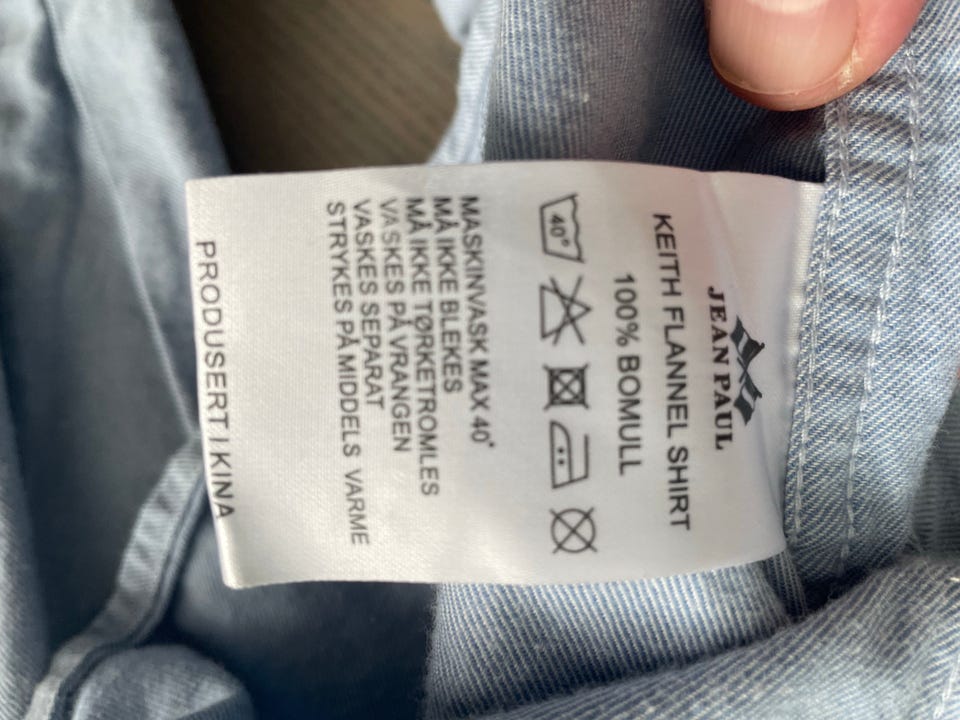 JEAN PAUL
KEITH FLANNEL SHIRT
100% BOMULL
40°
MASKINVASK MAX 40°
MÅ IKKE BLEKES
MÅ IKKE TØRKETROMLES
VASKES PÅ VRANGEN
VASKES SEPARAT
STRYKES PÅ MIDDELS VARME
PRODUSERT I KINA